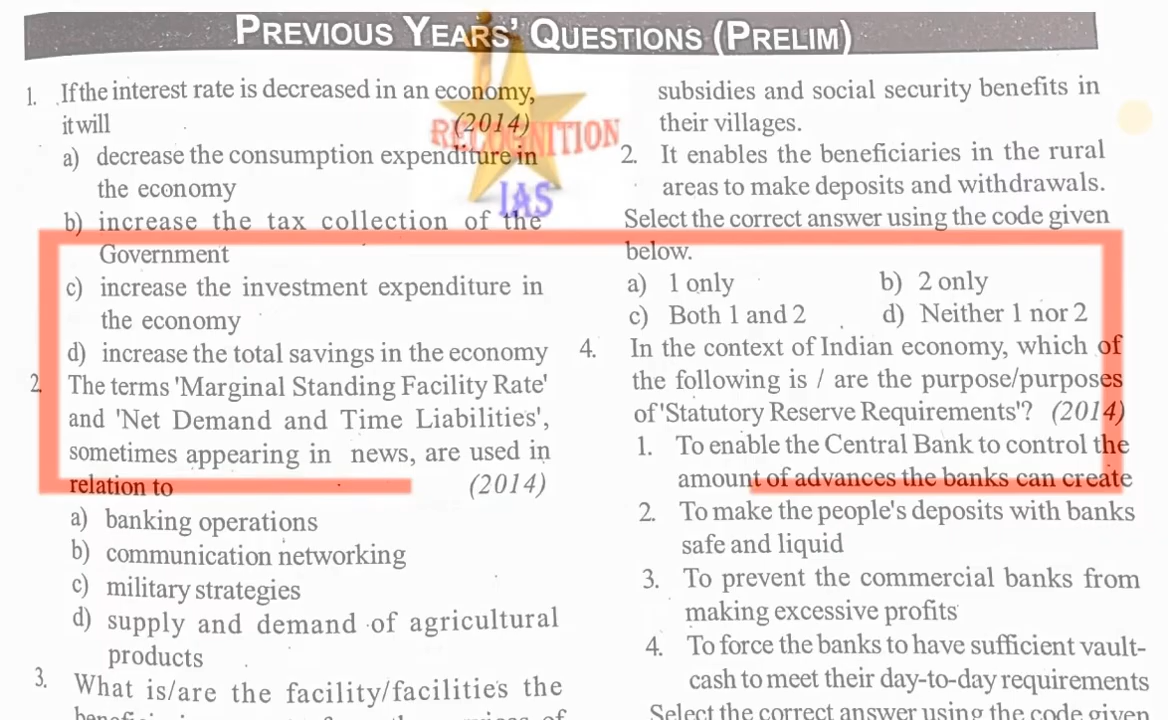 PREVIOUS YEARS' QUESTIONS (PRELIM)
1. If the interest rate is decreased in an economy,
it will (2014)
a) decrease the consumption expenditure in
the economy
b) increase the tax collection of the
Government
c) increase the investment expenditure in
the economy
d) increase the total savings in the economy
2. The terms 'Marginal Standing Facility Rate'
and 'Net Demand and Time Liabilities',
sometimes appearing in news, are used in
relation to (2014)
a) banking operations
b) communication networking
c) military strategies
d) supply and demand of agricultural
products
3. What is/are the facility/facilities the
subsidies and social security benefits in
their villages.
2. It enables the beneficiaries in the rural
areas to make deposits and withdrawals.
Select the correct answer using the code given
below.
a) 1 only b) 2 only
c) Both 1 and 2 d) Neither 1 nor 2
4. In the context of Indian economy, which of
the following is / are the purpose/purposes
of 'Statutory Reserve Requirements'? (2014)
1. To enable the Central Bank to control the
amount of advances the banks can create
2. To make the people's deposits with banks
safe and liquid
3. To prevent the commercial banks from
making excessive profits
4. To force the banks to have sufficient vault-
cash to meet their day-to-day requirements
Select the correct answer using the code given
RELOGNITION
IAS